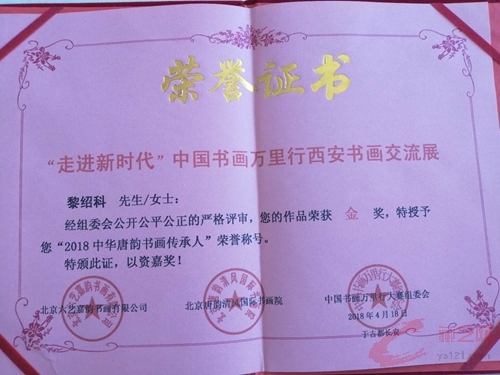 荣誉证书
“走进新时代”中国书画万里行西安书画交流展
黎绍科 先生/女士：
经组委会公开公平公正的严格评审，您的作品荣获 金 奖，特授予
您“2018中华唐韵书画传承人”荣誉称号。
特颁此证，以资嘉奖！
北京六艺嘉韵书画有限公司
北京唐韵清风国际书画院
中国书画万里行大赛组委会
2018年4月18日
于古都长安